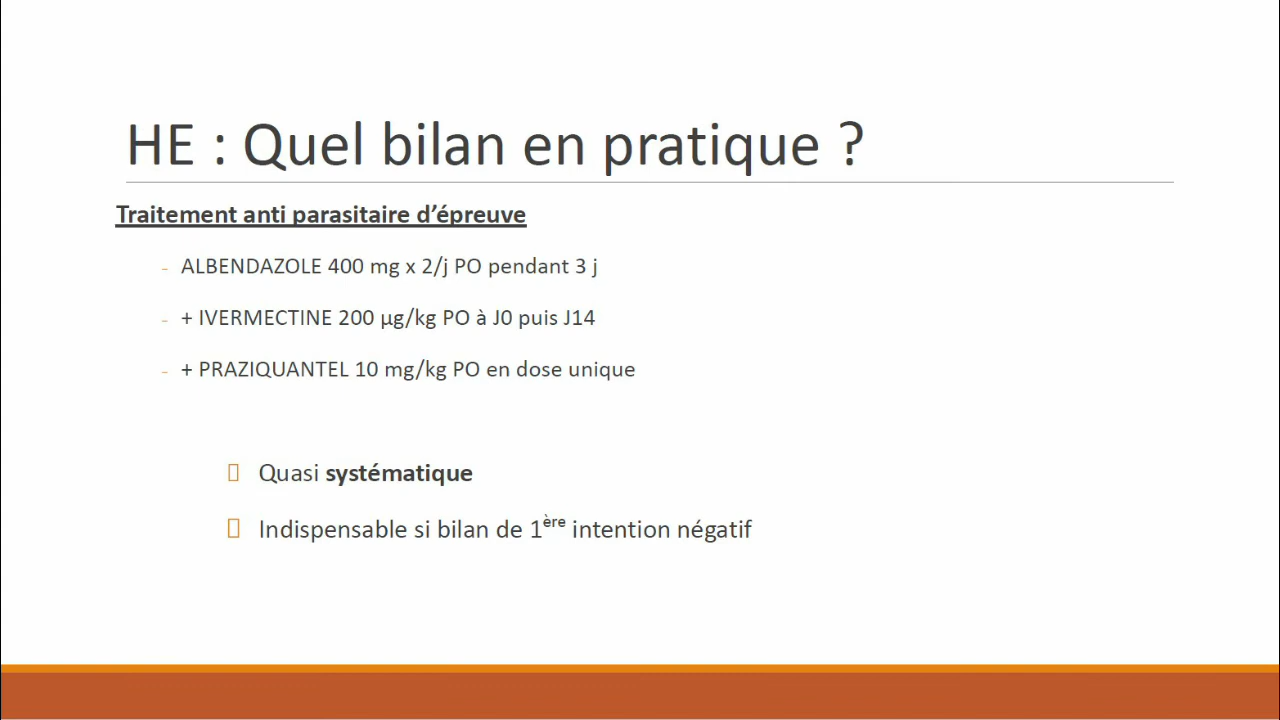 HE : Quel bilan en pratique ?
Traitement anti parasitaire d’épreuve
- ALBENDAZOLE 400 mg x 2/j PO pendant 3 j
- + IVERMECTINE 200 µg/kg PO à J0 puis J14
- + PRAZIQUANTEL 10 mg/kg PO en dose unique
Quasi systématique
Indispensable si bilan de 1ère intention négatif